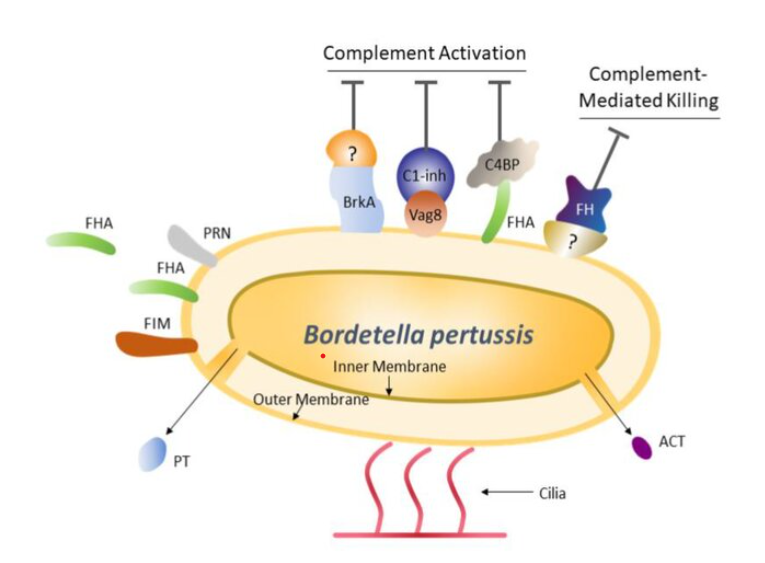 Complement Activation
Complement-
Mediated Killing
?
C1-inh
C4BP
BrkA
Vag8
FHA
FH
?
FHA
PRN
FHA
FIM
Bordetella pertussis
Inner Membrane
Outer Membrane
PT
ACT
Cilia